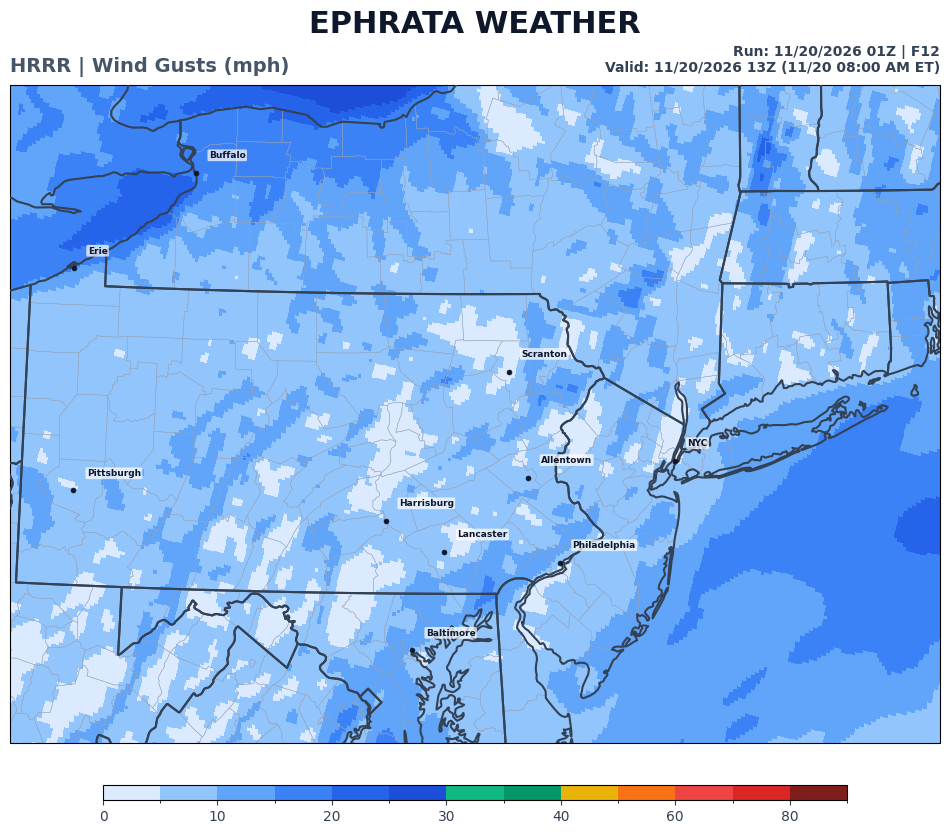 EPHRATA WEATHER
HRRR | Wind Gusts (mph)
Run: 11/20/2026 01Z | F12
Valid: 11/20/2026 13Z (11/20 08:00 AM ET)
Buffalo
Erie
Scranton
NYC
Allentown
Pittsburgh
Harrisburg
Lancaster
Philadelphia
Baltimore
0 10 20 30 40 60 80